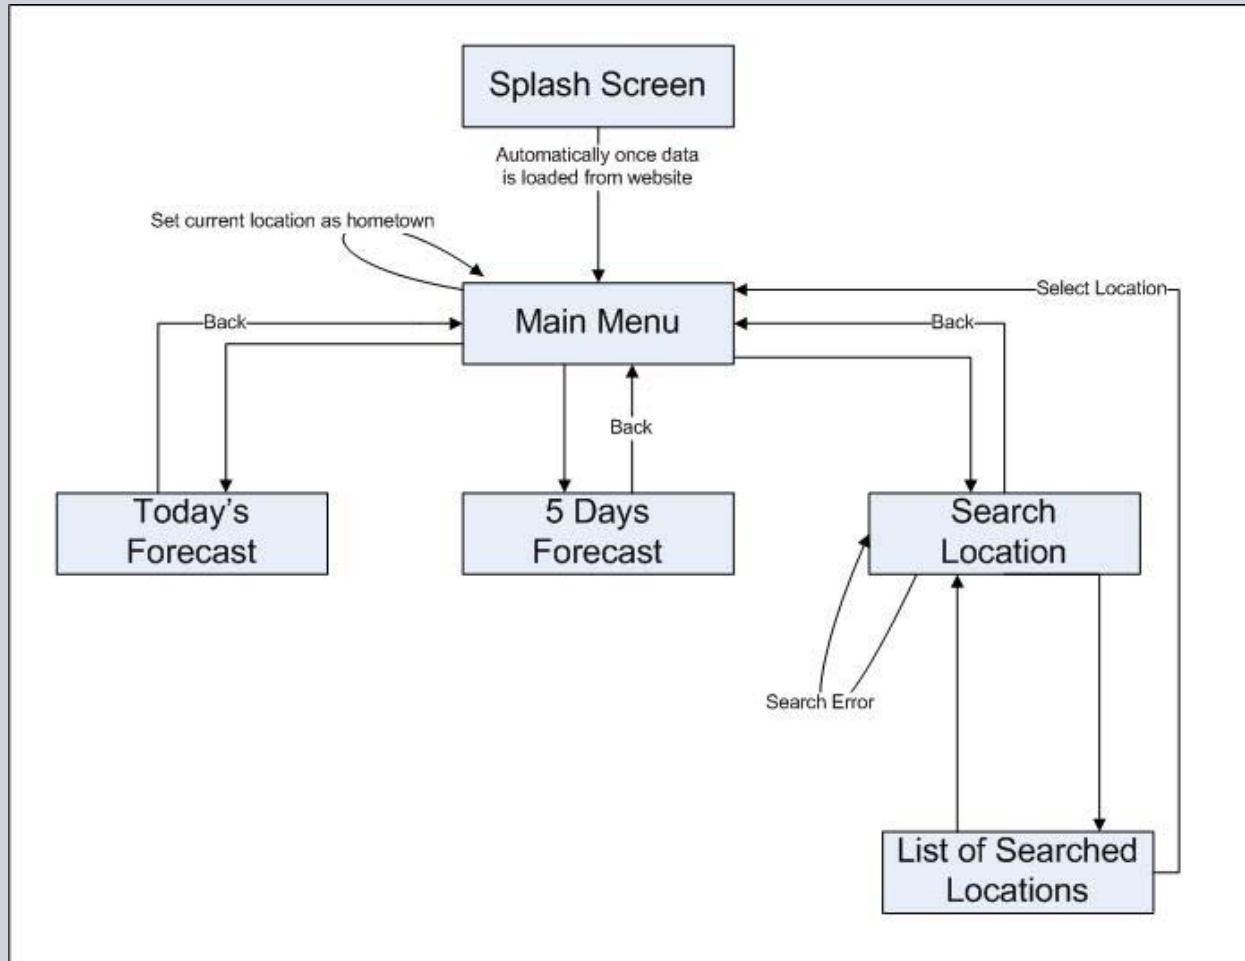 Splash Screen
Automatically once data
is loaded from website
Set current location as hometown
Select Location
Main Menu
Back
Back
Back
Today's
Forecast
5 Days
Forecast
Search
Location
Search Error
List of Searched
Locations